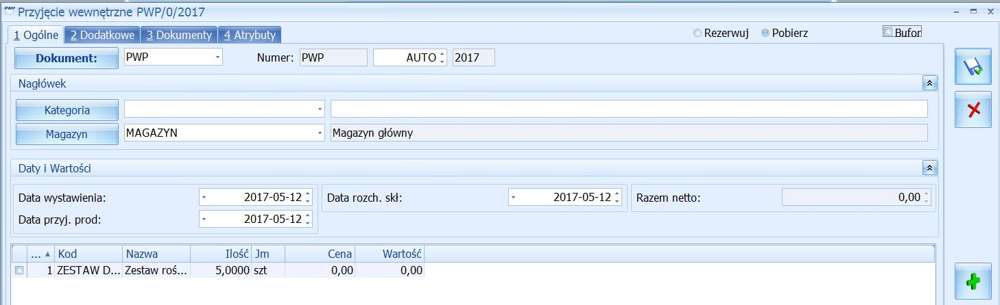 PWP Przyjęcie wewnętrzne PWP/0/2017
1 Ogólne 2 Dodatkowe 3 Dokumenty 4 Atrybuty Rezerwuj Pobierz Bufor
Dokument: PWP Numer: PWP AUTO 2017
Nagłówek
Kategoria
Magazyn MAGAZYN Magazyn główny
Daty i Wartości
Data wystawienia: 2017-05-12 Data rozch. skł: 2017-05-12 Razem netto: 0,00
Data przyj. prod: 2017-05-12
... Kod Nazwa Ilość Jm Cena Wartość
1 ZESTAW D... Zestaw roś... 5,0000 szt 0,00 0,00